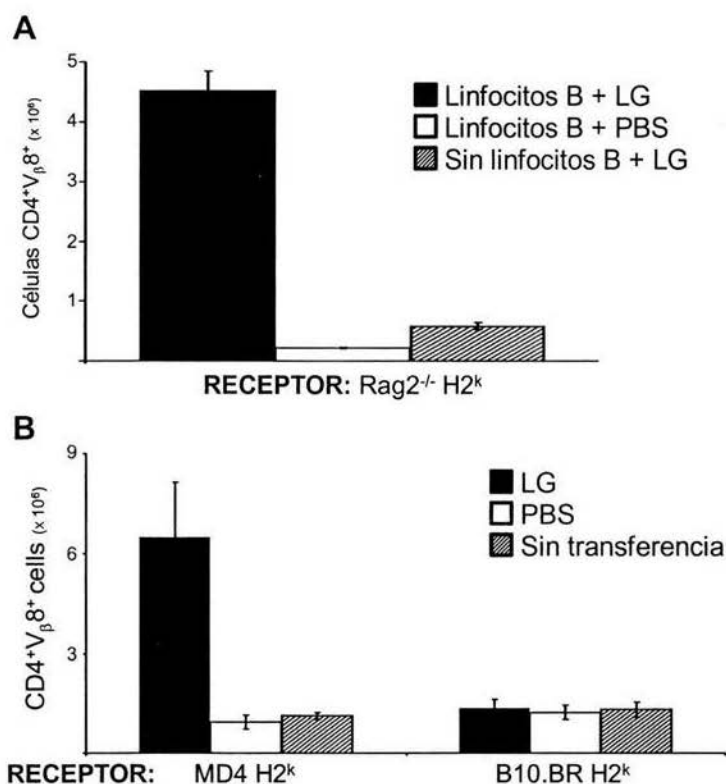 A
Células CD4⁺Vβ8⁺ (x 10⁶)
5
4
3
2
1
Linfocitos B + LG
Linfocitos B + PBS
Sin linfocitos B + LG
RECEPTOR: Rag2⁻/⁻ H2ᵏ
B
CD4⁺Vβ8⁺ cells (x 10⁶)
9
6
3
LG
PBS
Sin transferencia
RECEPTOR: MD4 H2ᵏ B10.BR H2ᵏ